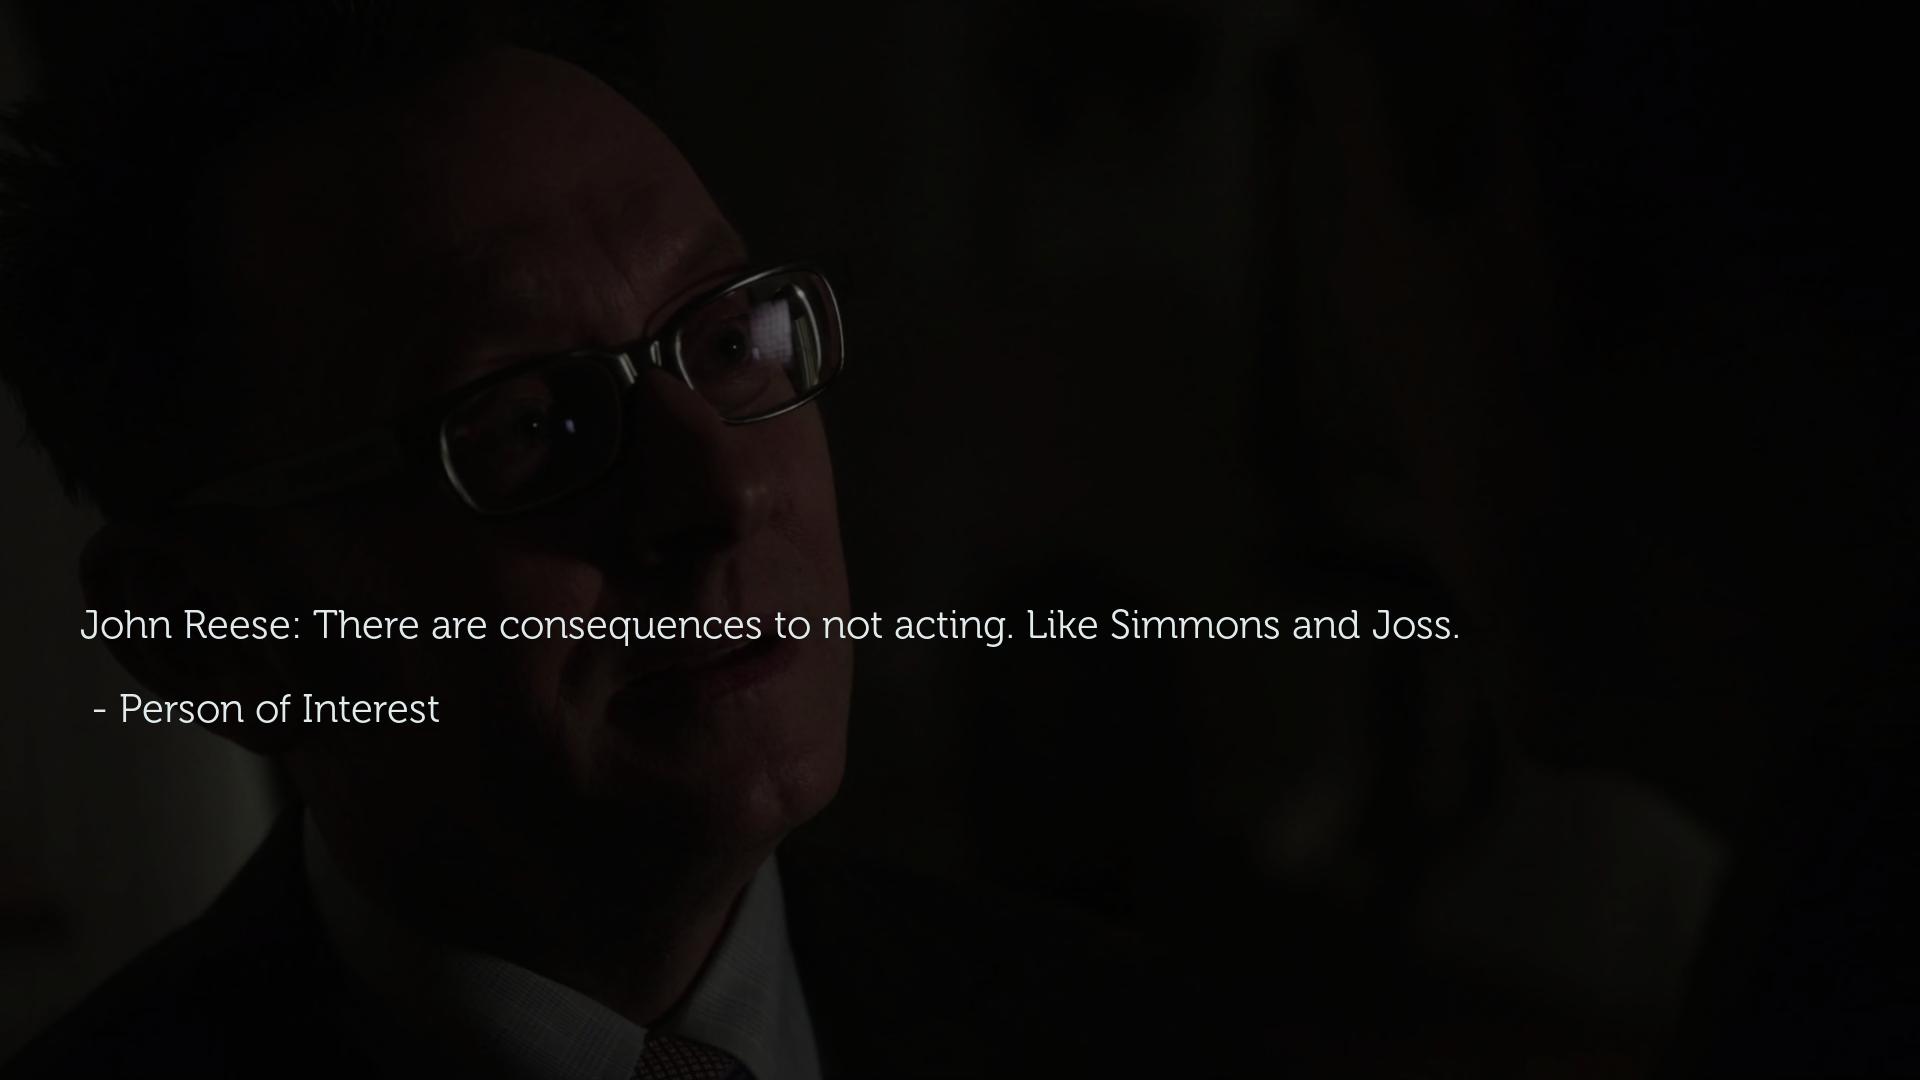 John Reese: There are consequences to not acting. Like Simmons and Joss.
- Person of Interest